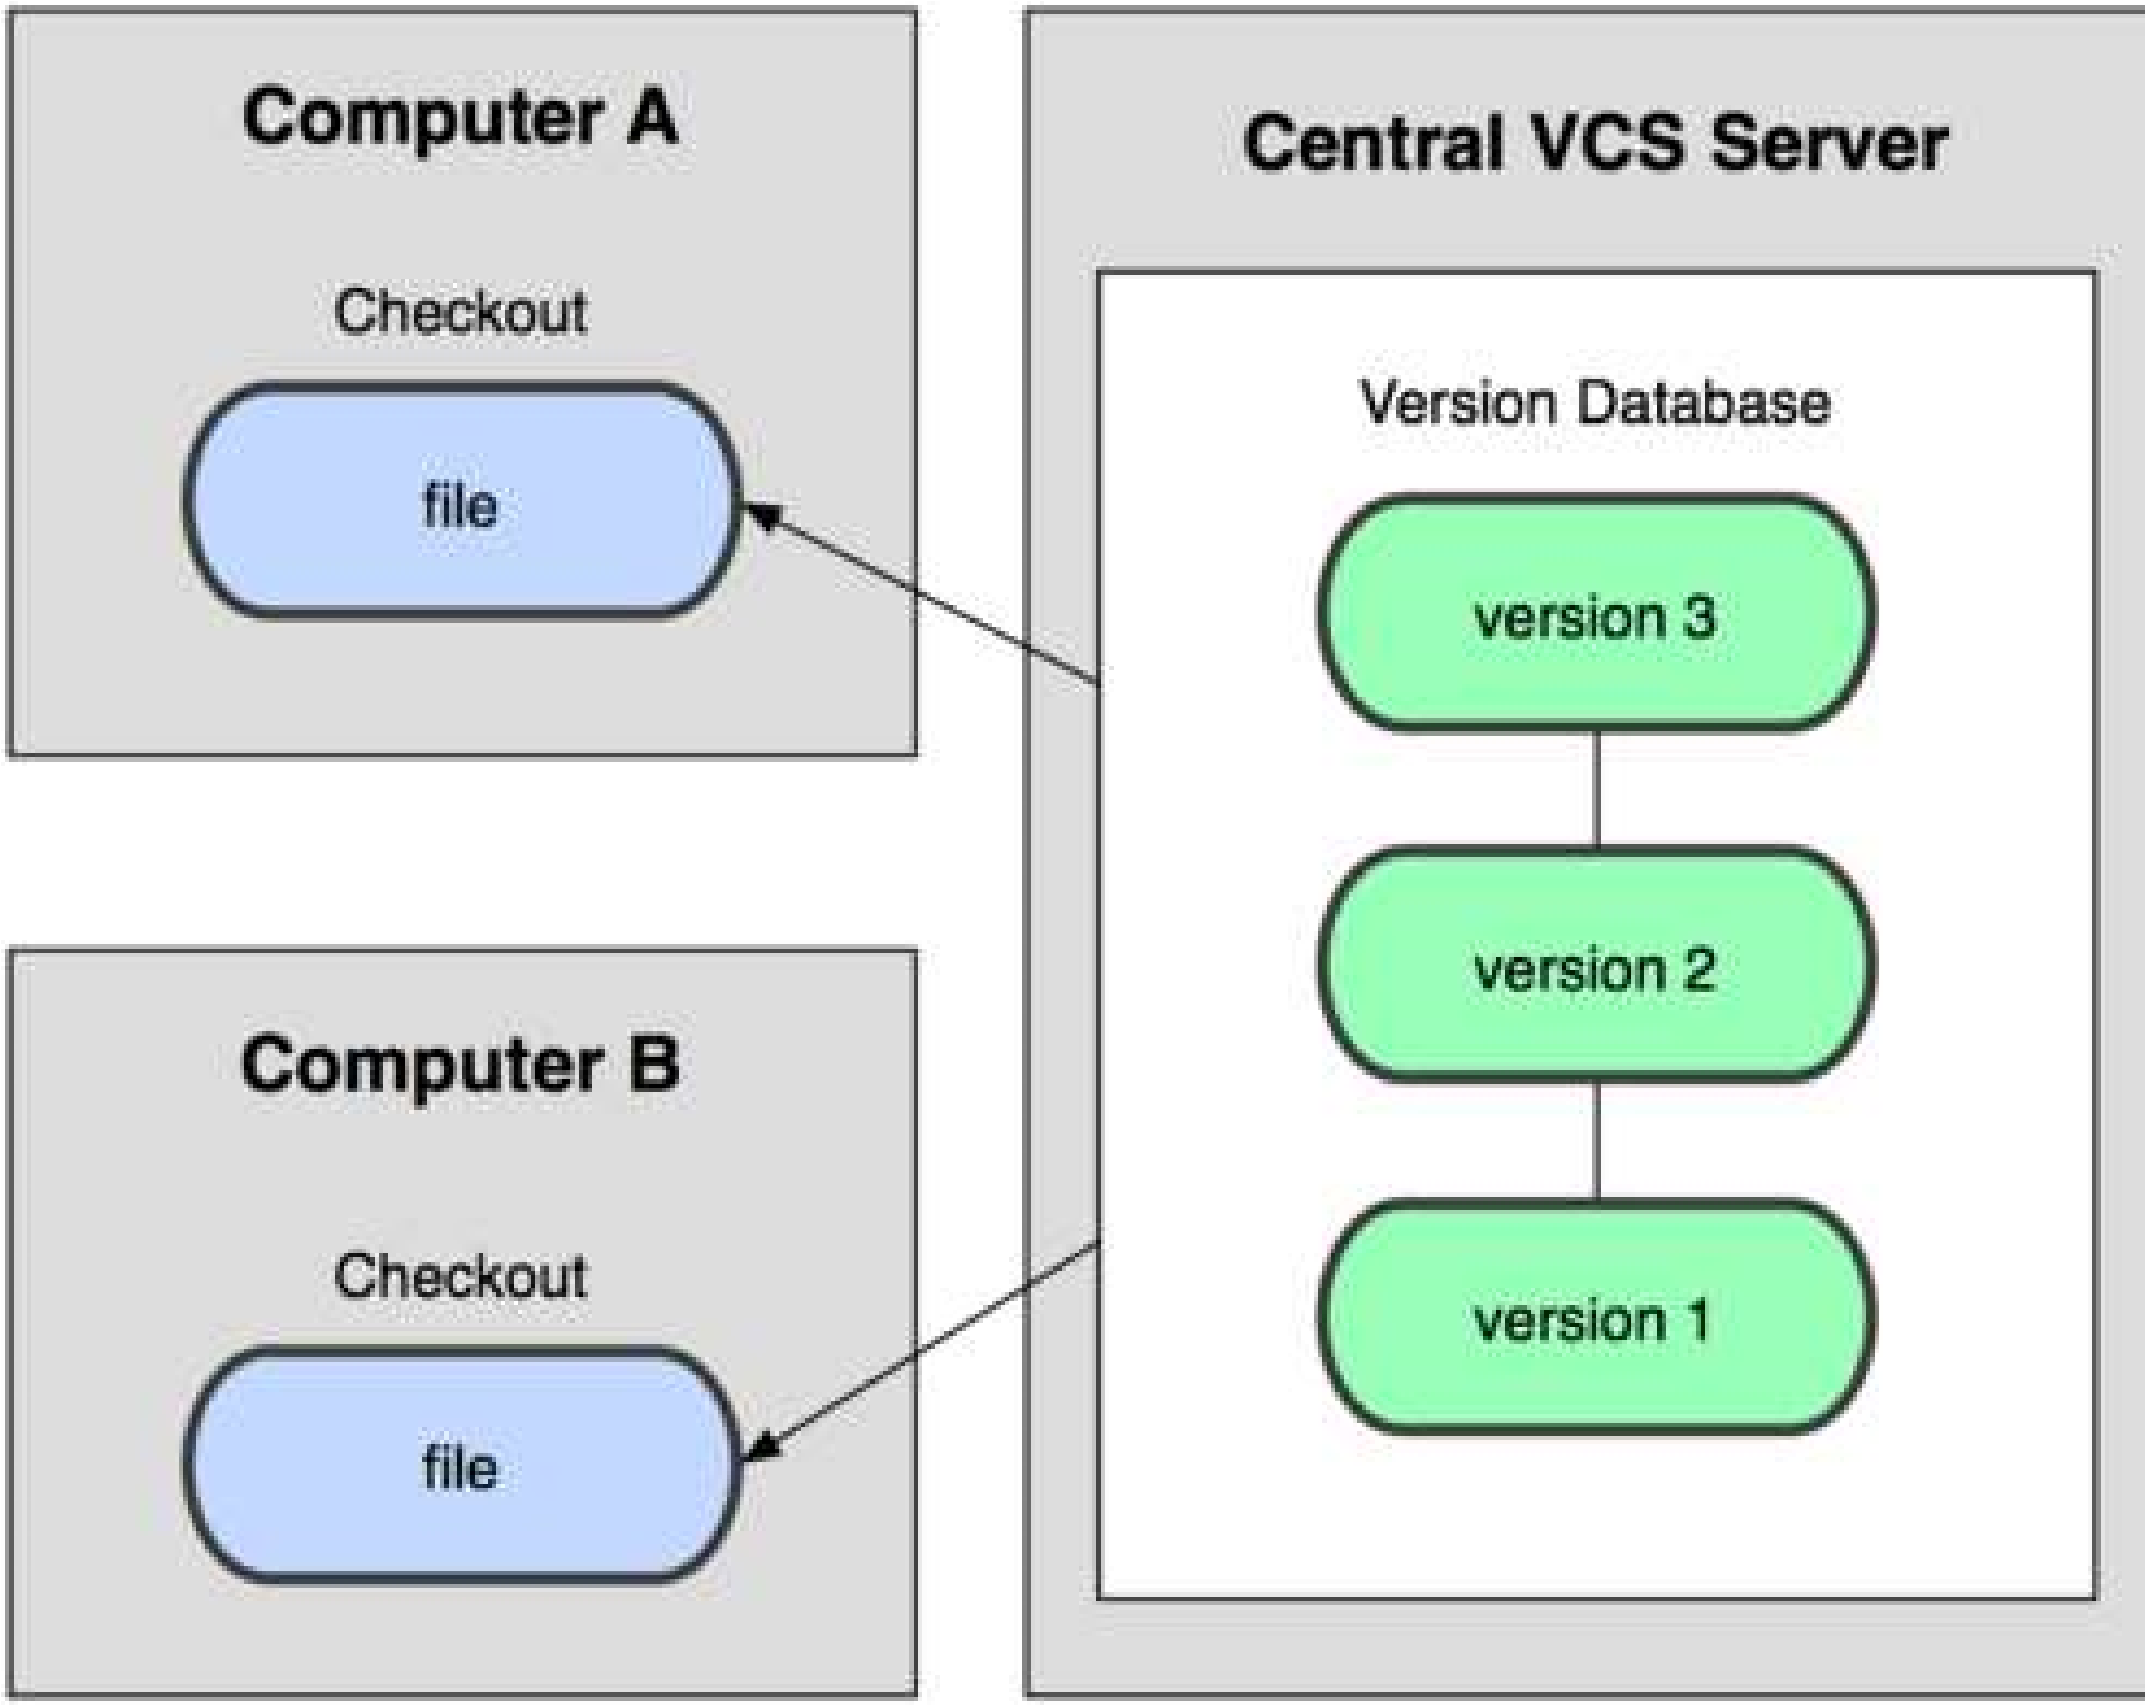 Computer A
Checkout
file
Computer B
Checkout
file
Central VCS Server
Version Database
version 3
version 2
version 1